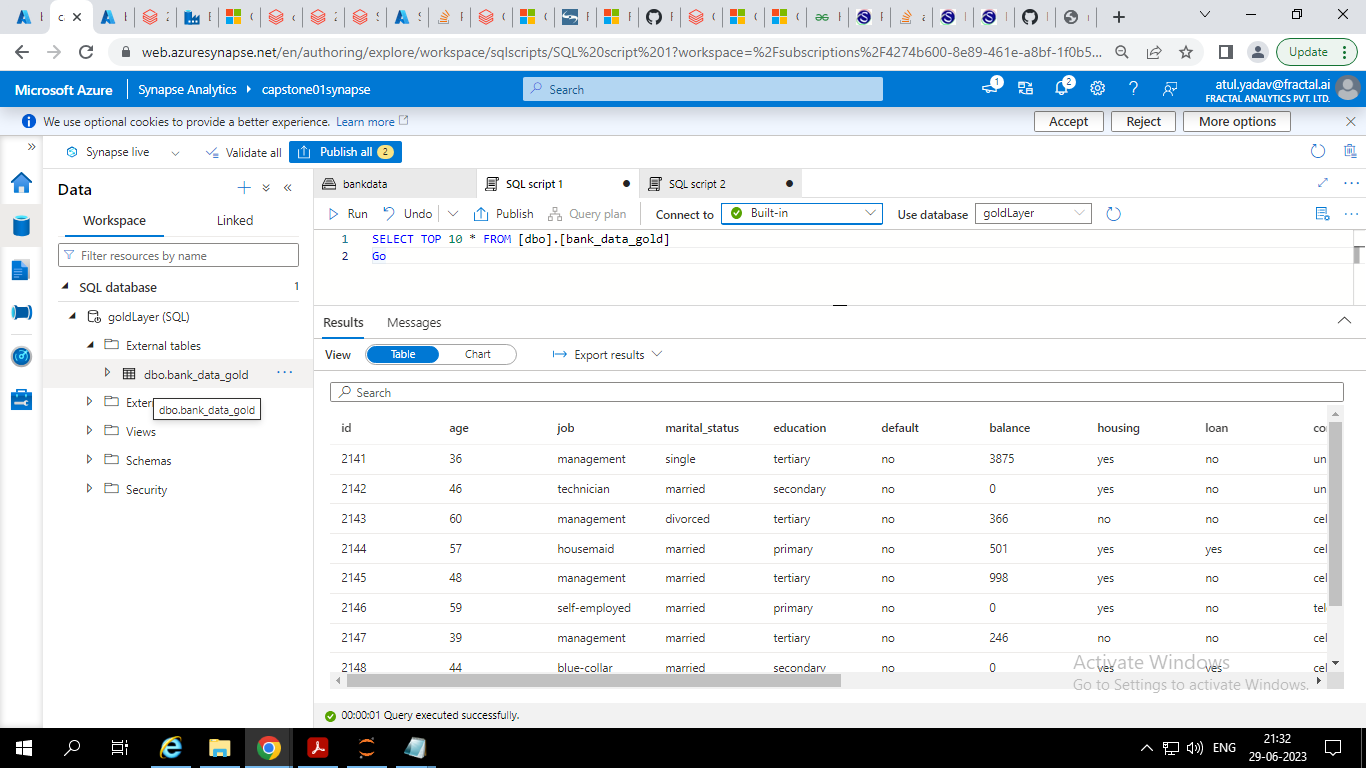 ca
web.azuresynapse.net/en/authoring/explore/workspace/sqlscripts/SQL%20script%201?workspace=%2Fsubscriptions%2F4274b600-8e89-461e-a8bf-1f0b5...
Update
Microsoft Azure
Synapse Analytics
capstone01synapse
Search
1
2
atul.yadav@fractal.ai
FRACTAL ANALYTICS PVT. LTD.
We use optional cookies to provide a better experience. Learn more
Accept
Reject
More options
Synapse live
Validate all
Publish all 2
Data
Workspace
Linked
Filter resources by name
SQL database 1
goldLayer (SQL)
External tables
dbo.bank_data_gold
Exter
dbo.bank_data_gold
Views
Schemas
Security
bankdata
SQL script 1
SQL script 2
Run
Undo
Publish
Query plan
Connect to
Built-in
Use database
goldLayer
1 SELECT TOP 10 * FROM [dbo].[bank_data_gold]
2 Go
Results
Messages
View
Table
Chart
Export results
Search
id age job marital_status education default balance housing loan co
2141 36 management single tertiary no 3875 yes no un
2142 46 technician married secondary no 0 yes no un
2143 60 management divorced tertiary no 366 no no cel
2144 57 housemaid married primary no 501 yes yes cel
2145 48 management married tertiary no 998 yes no cel
2146 59 self-employed married primary no 0 yes no tel
2147 39 management married tertiary no 246 no no cel
2148 44 blue-collar married secondary no 0 yes yes cel
Activate Windows
Go to Settings to activate Windows.
00:00:01 Query executed successfully.
ENG
21:32
29-06-2023